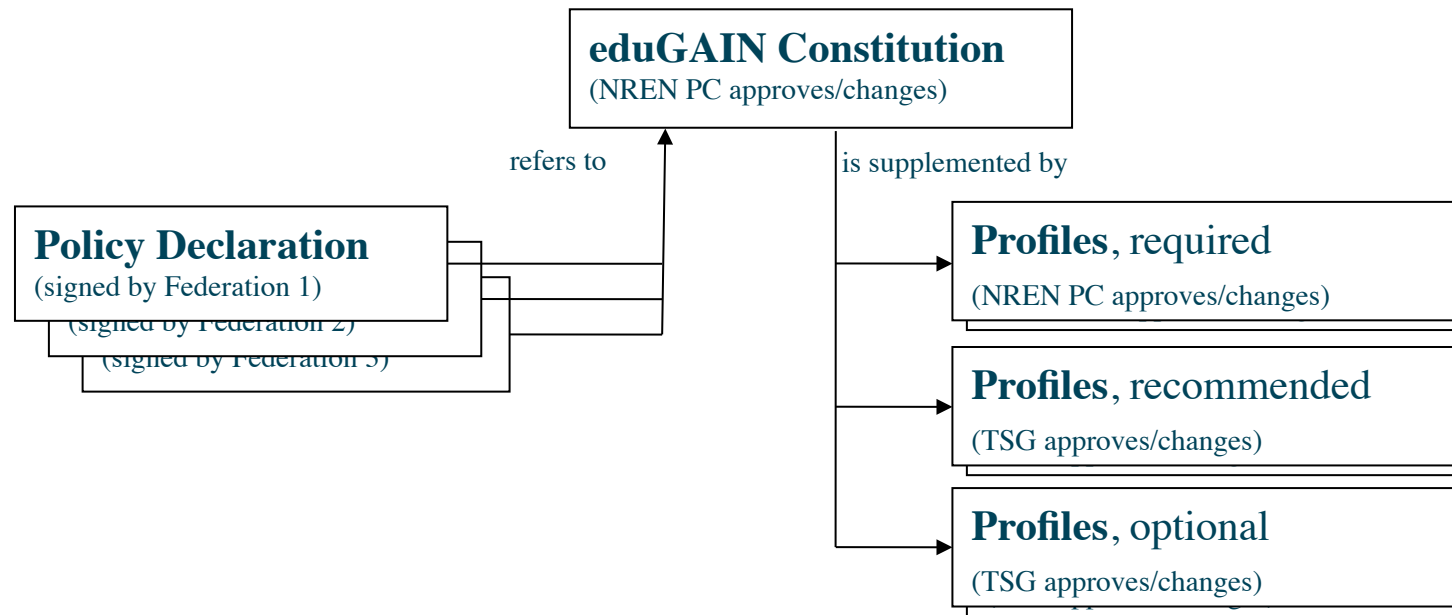 eduGAIN Constitution
(NREN PC approves/changes)
refers to
is supplemented by
Policy Declaration
(signed by Federation 1)
(signed by Federation 2)
(signed by Federation 3)
Profiles, required
(NREN PC approves/changes)
Profiles, recommended
(TSG approves/changes)
Profiles, optional
(TSG approves/changes)